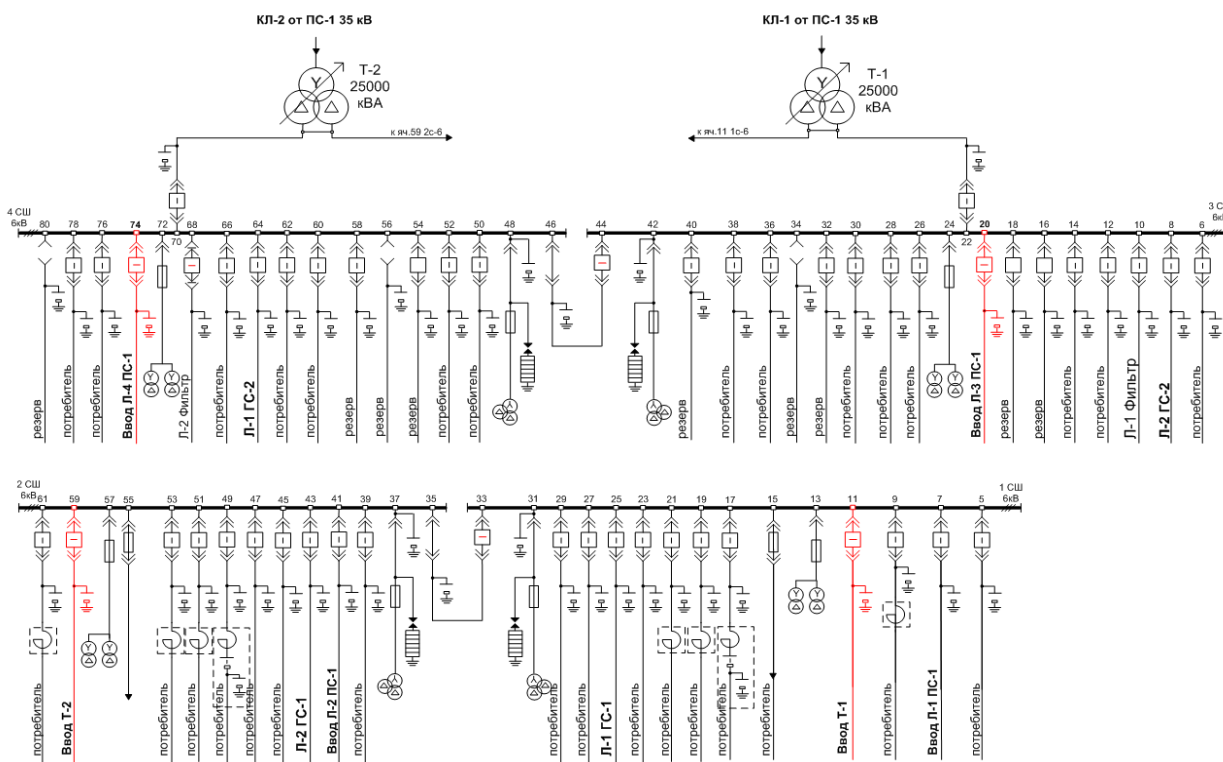 КЛ-2 от ПС-1 35 кВ
КЛ-1 от ПС-1 35 кВ
Т-2
25000
кВА
Т-1
25000
кВА
к яч.59 2с-6
к яч.11 1с-6
4 СШ
6кВ
80 78 76 74 72 70 68 66 64 62 60 58 56 54 52 50 48 46
44 42 40 38 36 34 32 30 28 26 24 22 20 18 16 14 12 10 8 6
3 С
6к
резерв
потребитель
потребитель
Ввод Л-4 ПС-1
Л-2 Фильтр
потребитель
Л-1 ГС-2
потребитель
потребитель
резерв
резерв
резерв
потребитель
потребитель
резерв
потребитель
потребитель
резерв
резерв
потребитель
потребитель
потребитель
Ввод Л-3 ПС-1
резерв
резерв
потребитель
потребитель
Л-1 Фильтр
Л-2 ГС-2
потребитель
2 СШ
6кВ
61 59 57 55 53 51 49 47 45 43 41 39 37 35
33 31 29 27 25 23 21 19 17 15 13 11 9 7 5
1 СШ
6кВ
потребитель
Ввод Т-2
потребитель
потребитель
потребитель
потребитель
потребитель
Л-2 ГС-1
Ввод Л-2 ПС-1
потребитель
потребитель
потребитель
Л-1 ГС-1
потребитель
потребитель
потребитель
потребитель
потребитель
Ввод Т-1
потребитель
Ввод Л-1 ПС-1
потребитель